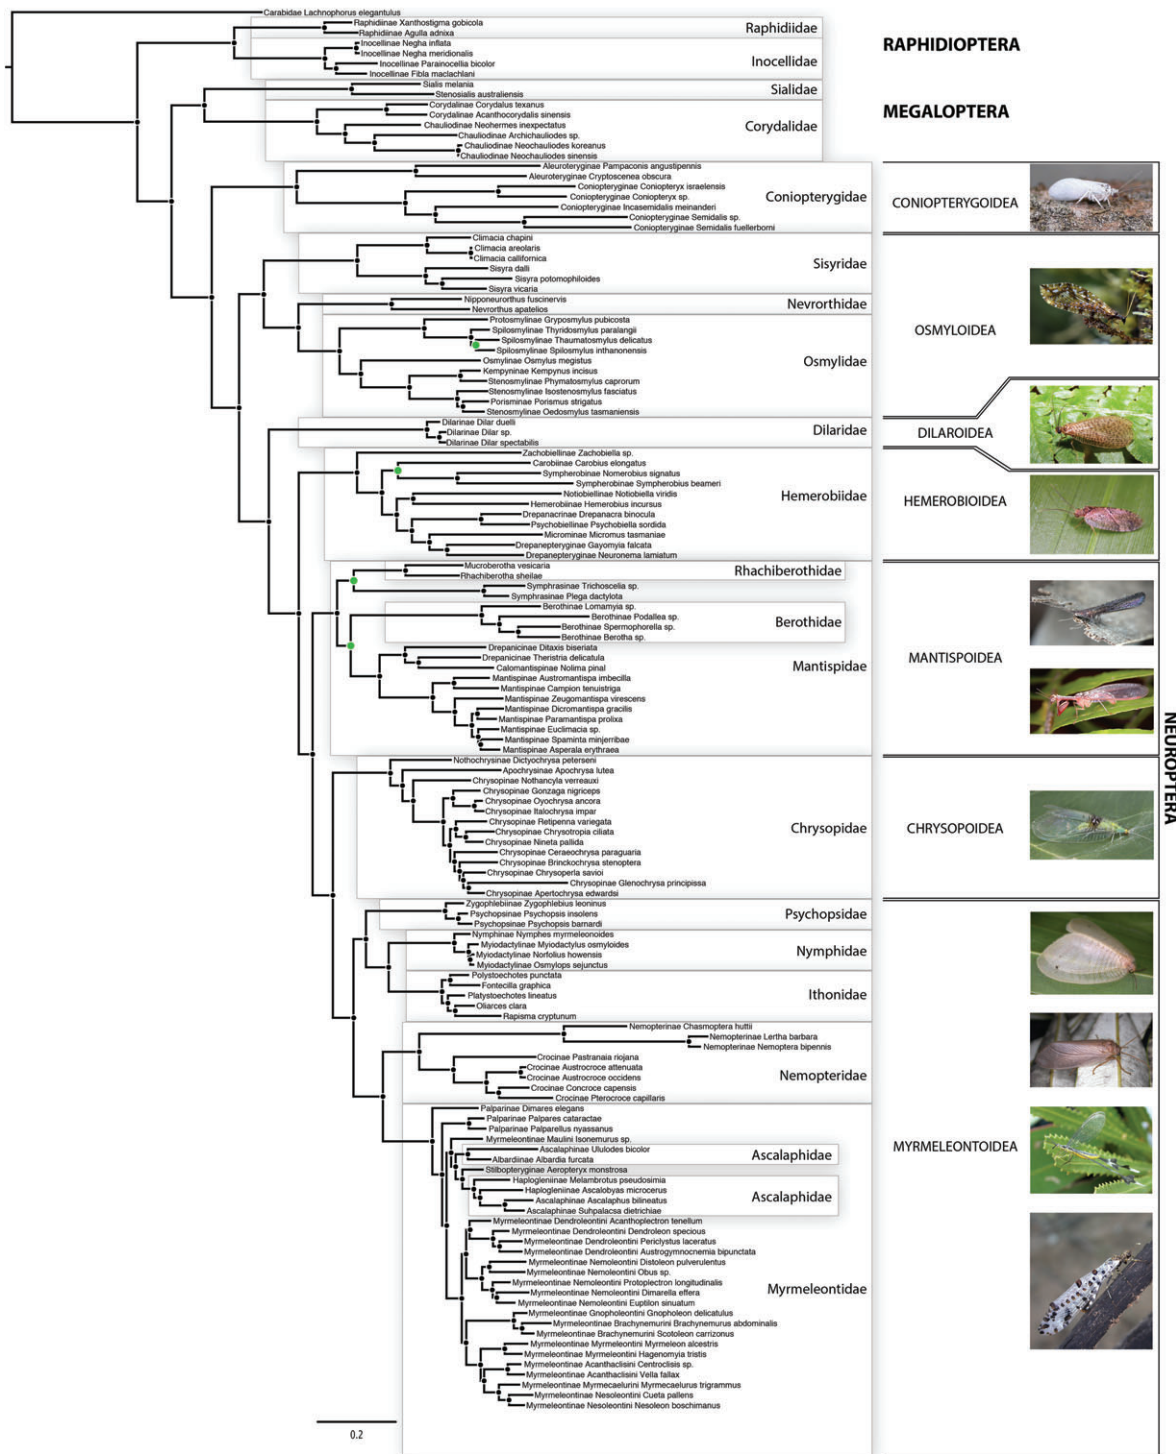 Carabidae Lachnophorus elegantulus
Raphidiinae Xanthostigma gobicola
Raphidiinae Agulla adnixa
Raphidiidae
Inocellinae Negha inflata
Inocellinae Negha meridionalis
Inocellinae Parainocellia bicolor
Inocellinae Fibla maclachlani
Inocellidae
RAPHIDIOPTERA
Sialis melania
Stenosialis australiensis
Sialidae
Corydalinae Corydalus texanus
Corydalinae Acanthocorydalis sinensis
Chauliodinae Neohermes inexpectatus
Chauliodinae Archichauliodes sp.
Chauliodinae Neochauliodes koreanus
Chauliodinae Neochauliodes sinensis
Corydalidae
MEGALOPTERA
Aleuroteryginae Pampaconis angustipennis
Aleuroteryginae Cryptoscenea obscura
Coniopteryginae Coniopteryx israelensis
Coniopteryginae Coniopteryx sp.
Coniopteryginae Incasemidalis meinanderi
Coniopteryginae Semidalis sp.
Coniopteryginae Semidalis fuellerborni
Coniopterygidae
CONIOPTERYGOIDEA
Climacia chapini
Climacia areolaris
Climacia callifornica
Sisyra dalli
Sisyra potomophiloides
Sisyra vicaria
Sisyridae
Nipponeurorthus fuscinervis
Nevrorthus apatelios
Nevrorthidae
Protosmylinae Gryposmylus pubicosta
Spilosmylinae Thyridosmylus paralangii
Spilosmylinae Thaumatosmylus delicatus
Spilosmylinae Spilosmylus inthanonensis
Osmylinae Osmylus megistus
Kempyninae Kempynus incisus
Stenosmylinae Phymatosmylus caprorum
Stenosmylinae Isostenosmylus fasciatus
Porisminae Porismus strigatus
Stenosmylinae Oedosmylus tasmaniensis
Osmylidae
OSMYLOIDEA
Dilarinae Dilar duelli
Dilarinae Dilar sp.
Dilarinae Dilar spectabilis
Dilaridae
DILAROIDEA
Zachobiellinae Zachobiella sp.
Carobiinae Carobius elongatus
Sympherobinae Nomerobius signatus
Sympherobinae Sympherobius beameri
Notiobiellinae Notiobiella viridis
Hemerobiinae Hemerobius incursus
Drepanacrinae Drepanacra binocula
Psychobiellinae Psychobiella sordida
Microminae Micromus tasmaniae
Drepanepteryginae Gayomyia falcata
Drepanepteryginae Neuronema lamiatum
Hemerobiidae
HEMEROBIOIDEA
Mucroberotha vesicaria
Rhachiberotha sheilae
Rhachiberothidae
Symphrasinae Trichoscelia sp.
Symphrasinae Plega dactylota
Berothinae Lomamyia sp.
Berothinae Podallea sp.
Berothinae Spermophorella sp.
Berothinae Berotha sp.
Berothidae
Drepanicinae Ditaxis biseriata
Drepanicinae Theristria delicatula
Calomantispinae Nolima pinal
Mantispinae Austromantispa imbecilla
Mantispinae Campion tenuistriga
Mantispinae Zeugomantispa virescens
Mantispinae Dicromantispa gracilis
Mantispinae Paramantispa prolixa
Mantispinae Euclimacia sp.
Mantispinae Spaminta minjerribae
Mantispinae Asperala erythraea
Mantispidae
MANTISPOIDEA
Nothochrysinae Dictyochrysa peterseni
Apochrysinae Apochrysa lutea
Chrysopinae Nothancyla verreauxi
Chrysopinae Gonzaga nigriceps
Chrysopinae Oyochrysa ancora
Chrysopinae Italochrysa impar
Chrysopinae Retipenna variegata
Chrysopinae Chrysotropia ciliata
Chrysopinae Nineta pallida
Chrysopinae Ceraeochrysa paraguaria
Chrysopinae Brinckochrysa stenoptera
Chrysopinae Chrysoperla savioi
Chrysopinae Glenochrysa principissa
Chrysopinae Apertochrysa edwardsi
Chrysopidae
CHRYSOPOIDEA
NEUROPTERA
Zygophlebiinae Zygophlebius leoninus
Psychopsinae Psychopsis insolens
Psychopsinae Psychopsis barnardi
Psychopsidae
Nymphinae Nymphes myrmeleonoides
Myiodactylinae Myiodactylus osmyloides
Myiodactylinae Norfolius howensis
Myiodactylinae Osmylops sejunctus
Nymphidae
Polystoechotes punctata
Fontecilla graphica
Platystoechotes lineatus
Oliarces clara
Rapisma cryptunum
Ithonidae
Nemopterinae Chasmoptera huttii
Nemopterinae Lertha barbara
Nemopterinae Nemoptera bipennis
Crocinae Pastranaia riojana
Crocinae Austrocroce attenuata
Crocinae Austrocroce occidens
Crocinae Concroce capensis
Crocinae Pterocroce capillaris
Nemopteridae
Palparinae Dimares elegans
Palparinae Palpares cataractae
Palparinae Palparellus nyassanus
Myrmeleontinae Maulini Isonemurus sp.
Ascalaphinae Ululodes bicolor
Albardiinae Albardia furcata
Ascalaphidae
Stilbopteryginae Aeropteryx monstrosa
Haplogleniinae Melambrotus pseudosimia
Haplogleniinae Ascalobyas microcerus
Ascalaphinae Ascalaphus bilineatus
Ascalaphinae Suhpalacsa dietrichiae
Ascalaphidae
Myrmeleontinae Dendroleontini Acanthoplectron tenellum
Myrmeleontinae Dendroleontini Dendroleon specious
Myrmeleontinae Dendroleontini Periclystus laceratus
Myrmeleontinae Dendroleontini Austrogymnocnemia bipunctata
Myrmeleontinae Nemoleontini Distoleon pulverulentus
Myrmeleontinae Nemoleontini Obus sp.
Myrmeleontinae Nemoleontini Protoplectron longitudinalis
Myrmeleontinae Nemoleontini Dimarella effera
Myrmeleontinae Nemoleontini Euptilon sinuatum
Myrmeleontinae Gnopholeontini Gnopholeon delicatulus
Myrmeleontinae Brachynemurini Brachynemurus abdominalis
Myrmeleontinae Brachynemurini Scotoleon carrizonus
Myrmeleontinae Myrmeleontini Myrmeleon alcestris
Myrmeleontinae Myrmeleontini Hagenomyia tristis
Myrmeleontinae Acanthaclisini Centroclisis sp.
Myrmeleontinae Acanthaclisini Vella fallax
Myrmeleontinae Myrmecaelurini Myrmecaelurus trigrammus
Myrmeleontinae Nesoleontini Cueta pallens
Myrmeleontinae Nesoleontini Nesoleon boschimanus
Myrmeleontidae
MYRMELEONTOIDEA
0.2